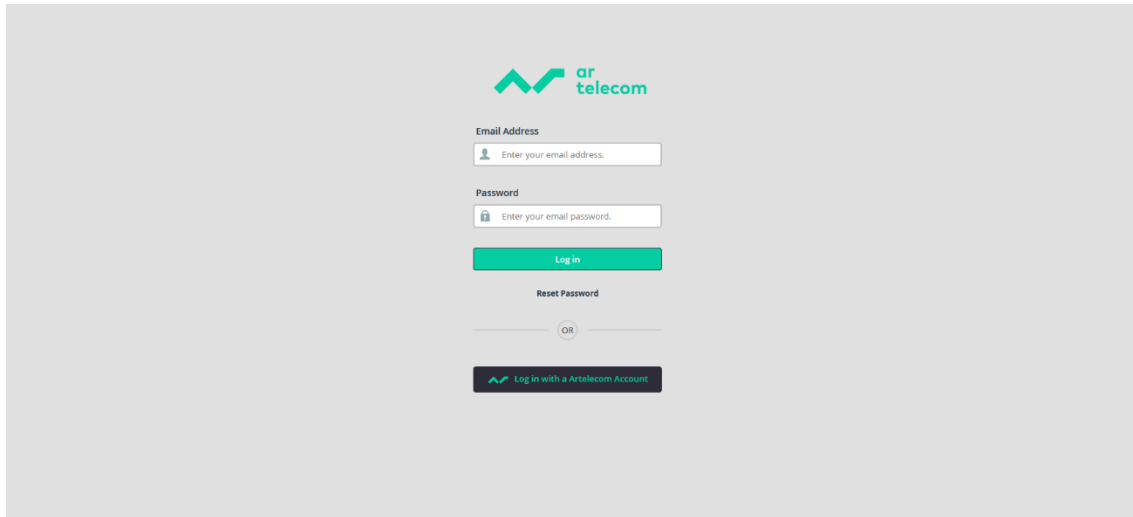 ar
telecom
Email Address
Enter your email address.
Password
Enter your email password.
Log in
Reset Password
OR
Log in with a Artelecom Account